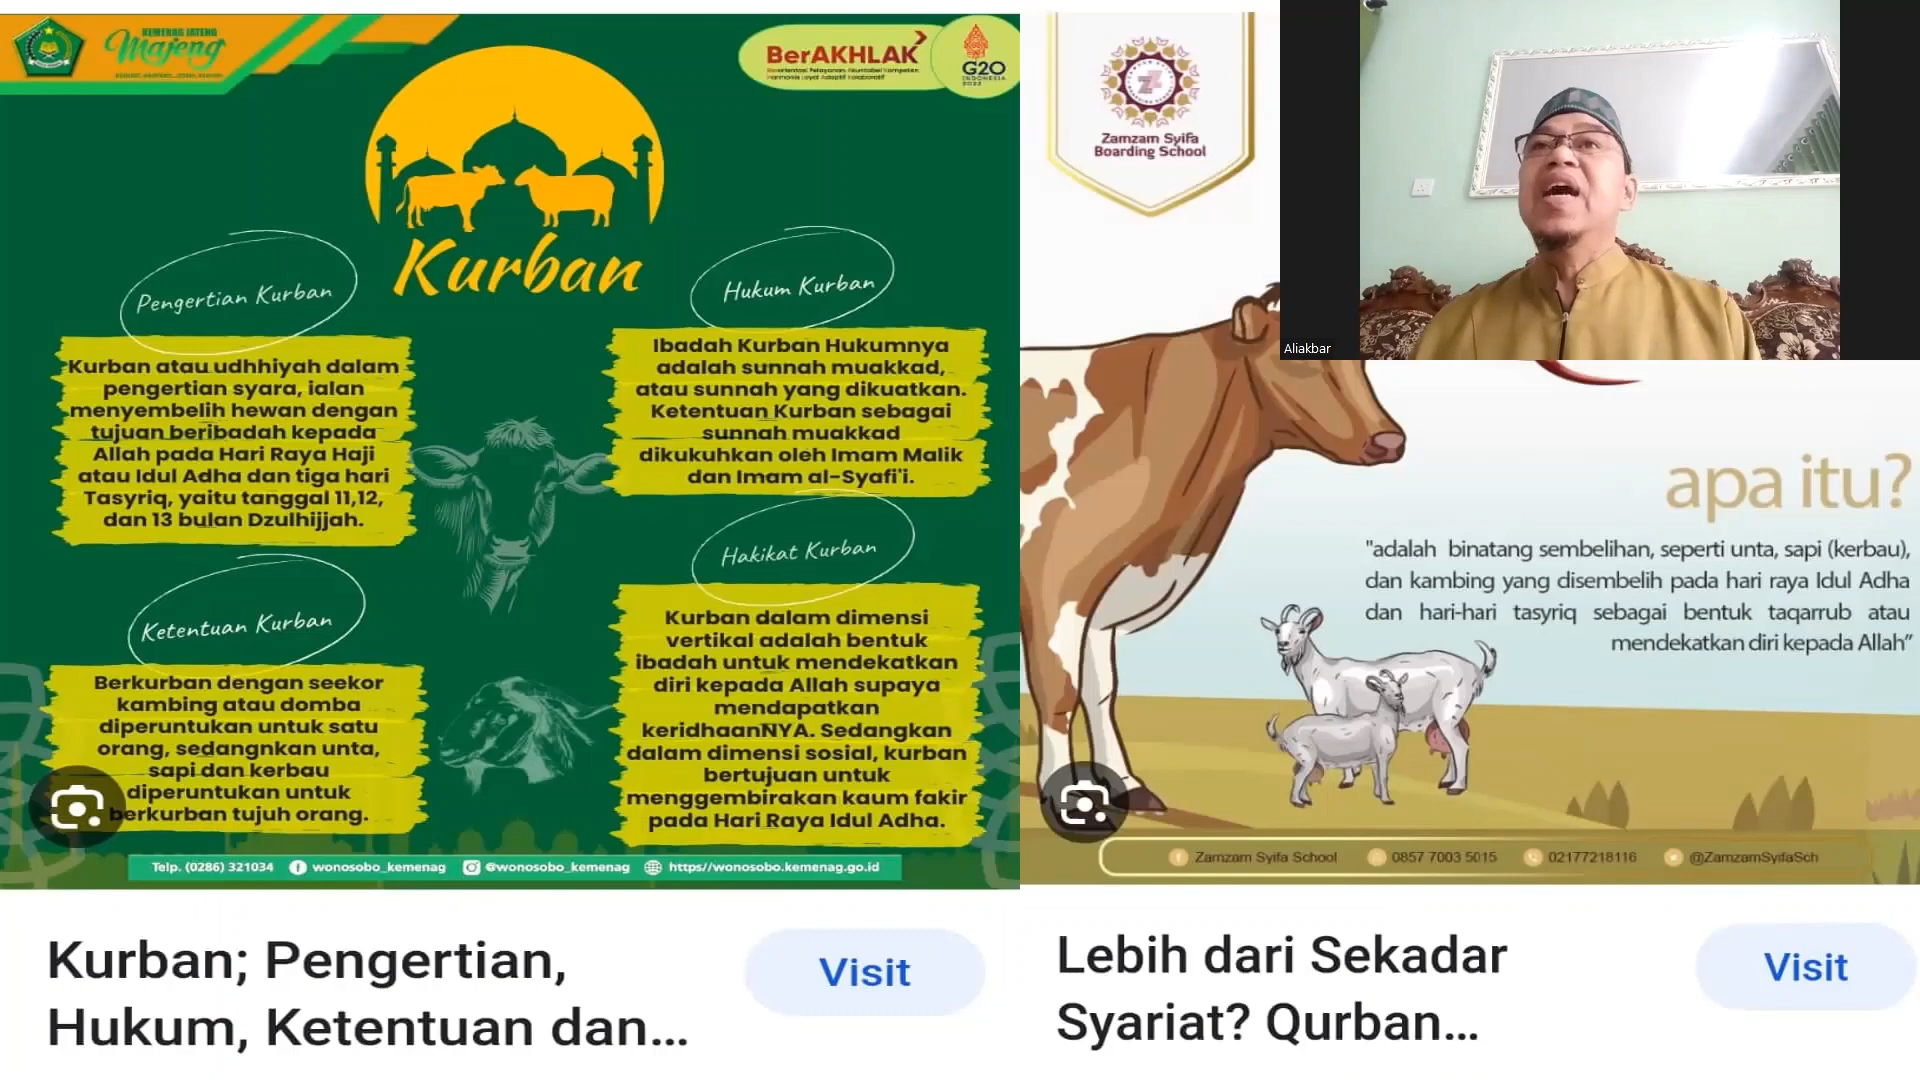 KEMENAG JATENG
Majeng
BerAKHLAK
G20
INDONESIA
2022
Kurban
Pengertian Kurban
Kurban atau udhhiyah dalam
pengertian syara, ialan
menyembelih hewan dengan
tujuan beribadah kepada
Allah pada Hari Raya Haji
atau Idul Adha dan tiga hari
Tasyriq, yaitu tanggal 11,12,
dan 13 bulan Dzulhijjah.
Hukum Kurban
Ibadah Kurban Hukumnya
adalah sunnah muakkad,
atau sunnah yang dikuatkan.
Ketentuan Kurban sebagai
sunnah muakkad
dikukuhkan oleh Imam Malik
dan Imam al-Syafi'i.
Ketentuan Kurban
Berkurban dengan seekor
kambing atau domba
diperuntukan untuk satu
orang, sedangnkan unta,
sapi dan kerbau
diperuntukan untuk
berkurban tujuh orang.
Hakikat Kurban
Kurban dalam dimensi
vertikal adalah bentuk
ibadah untuk mendekatkan
diri kepada Allah supaya
mendapatkan
keridhaanNYA. Sedangkan
dalam dimensi sosial, kurban
bertujuan untuk
menggembirakan kaum fakir
pada Hari Raya Idul Adha.
Telp. (0286) 321034 wonosobo_kemenag @wonosobo_kemenag https//wonosobo.kemenag.go.id
Kurban; Pengertian,
Hukum, Ketentuan dan...
Visit
Zamzam Syifa
Boarding School
Aliakbar
apa itu?
"adalah binatang sembelihan, seperti unta, sapi (kerbau),
dan kambing yang disembelih pada hari raya Idul Adha
dan hari-hari tasyriq sebagai bentuk taqarrub atau
mendekatkan diri kepada Allah"
Zamzam Syifa School 0857 7003 5015 02177218116 @ZamzamSyifaSch
Lebih dari Sekadar
Syariat? Qurban...
Visit